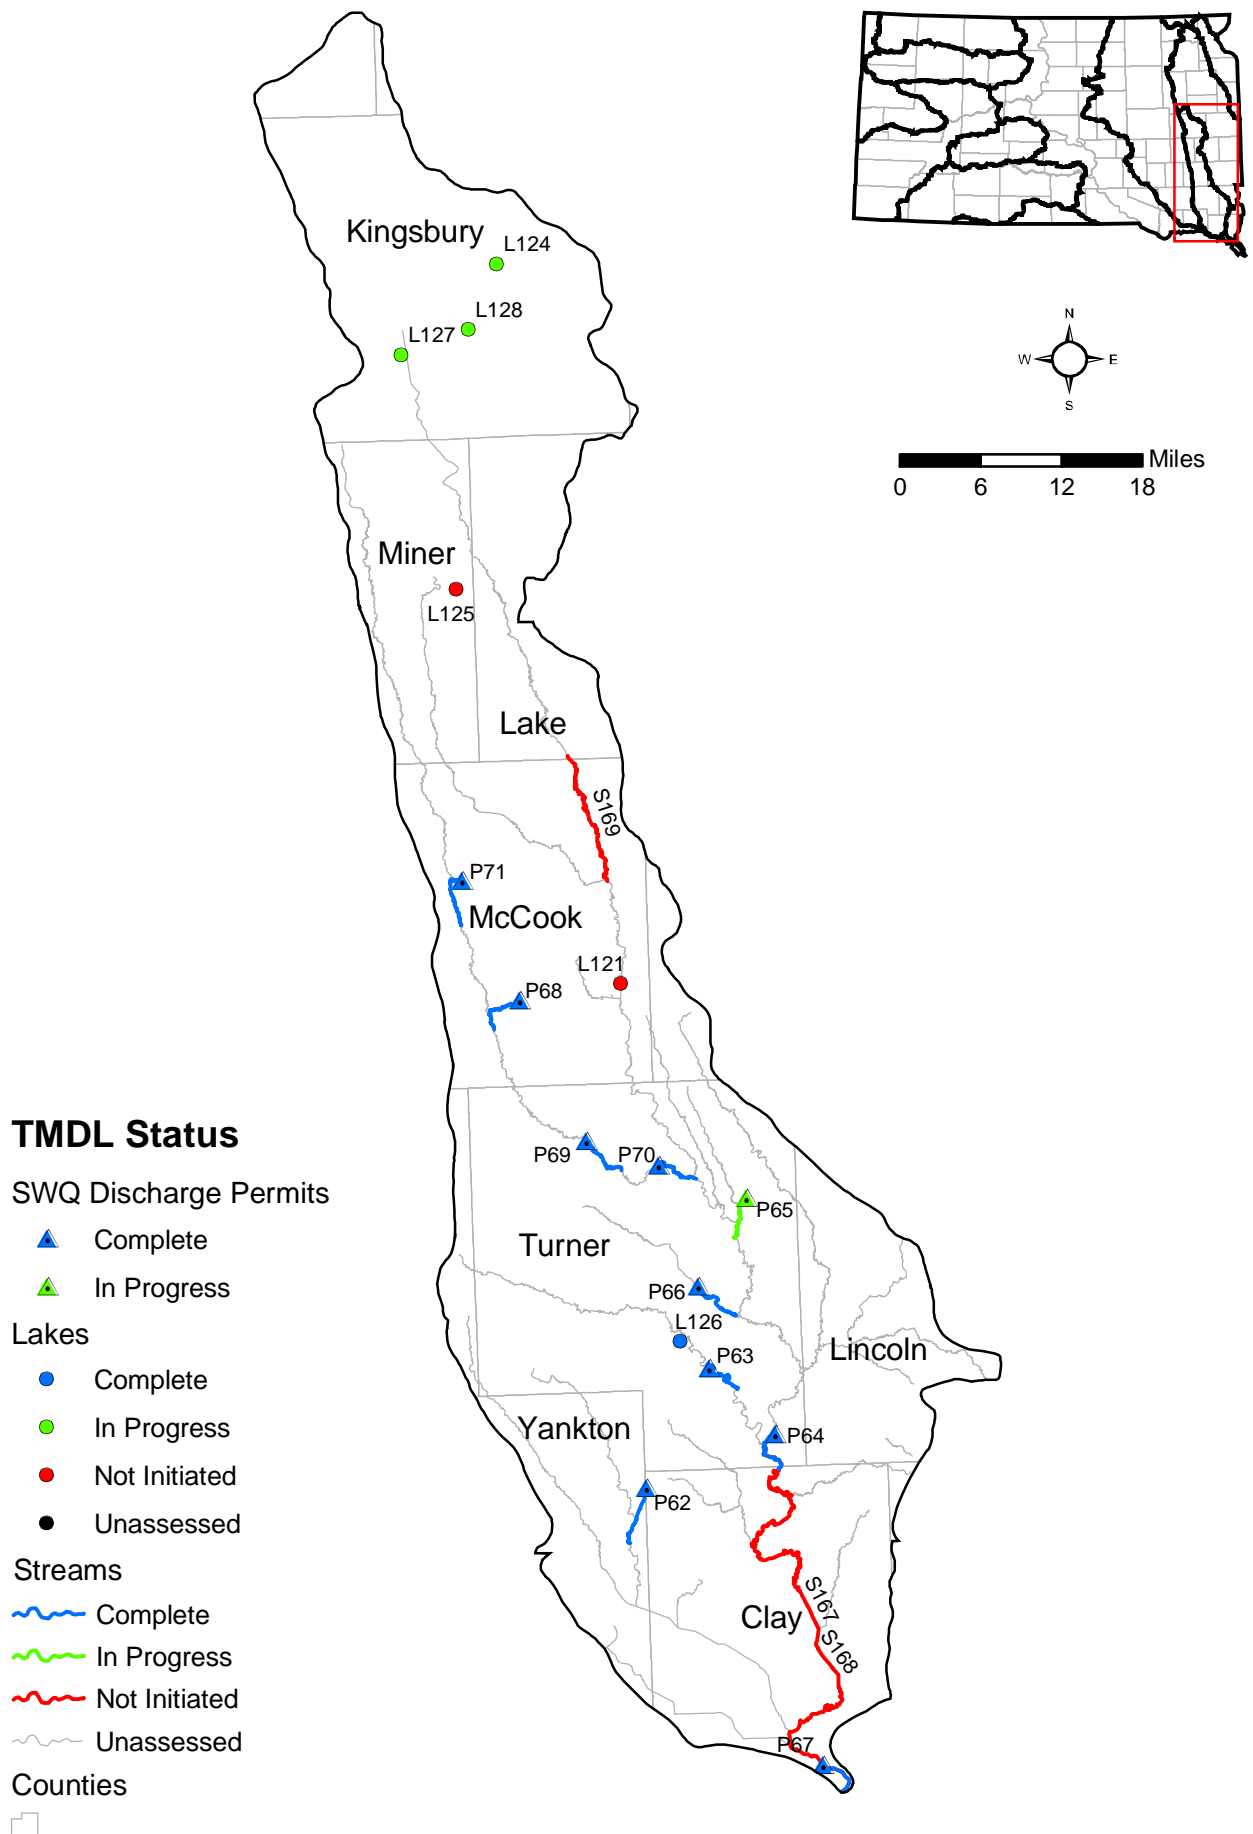 Kingsbury
L124
L128
L127
N
W
E
S
Miles
0
6
12
18
Miner
L125
Lake
S169
P71
McCook
L121
P68
TMDL Status
SWQ Discharge Permits
Complete
In Progress
Lakes
Complete
In Progress
Not Initiated
Unassessed
Streams
Complete
In Progress
Not Initiated
Unassessed
Counties
P69
P70
P65
Turner
P66
L126
P63
Lincoln
Yankton
P64
P62
S167
Clay
S168
P67